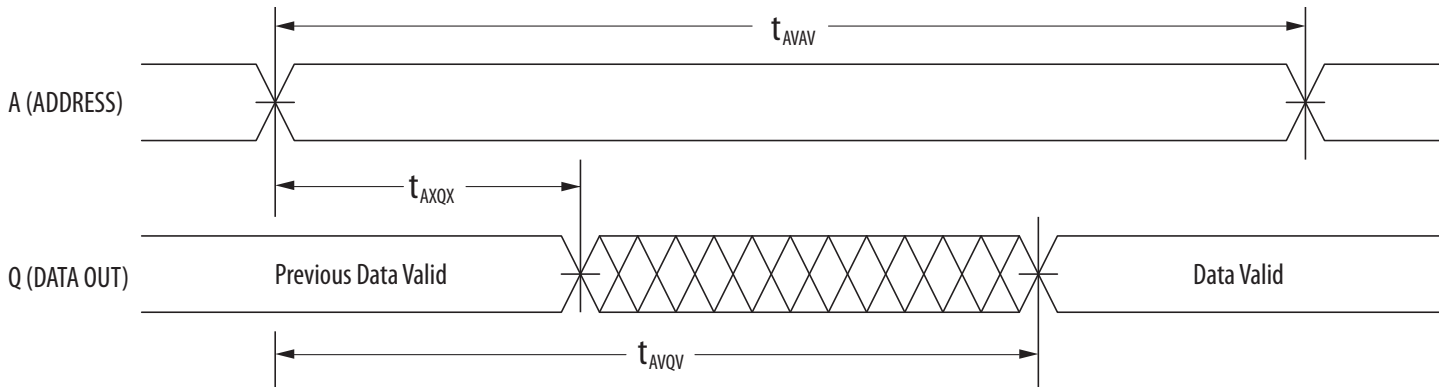 tAVAV
A (ADDRESS)
tAXQX
Q (DATA OUT)
Previous Data Valid
Data Valid
tAVQV